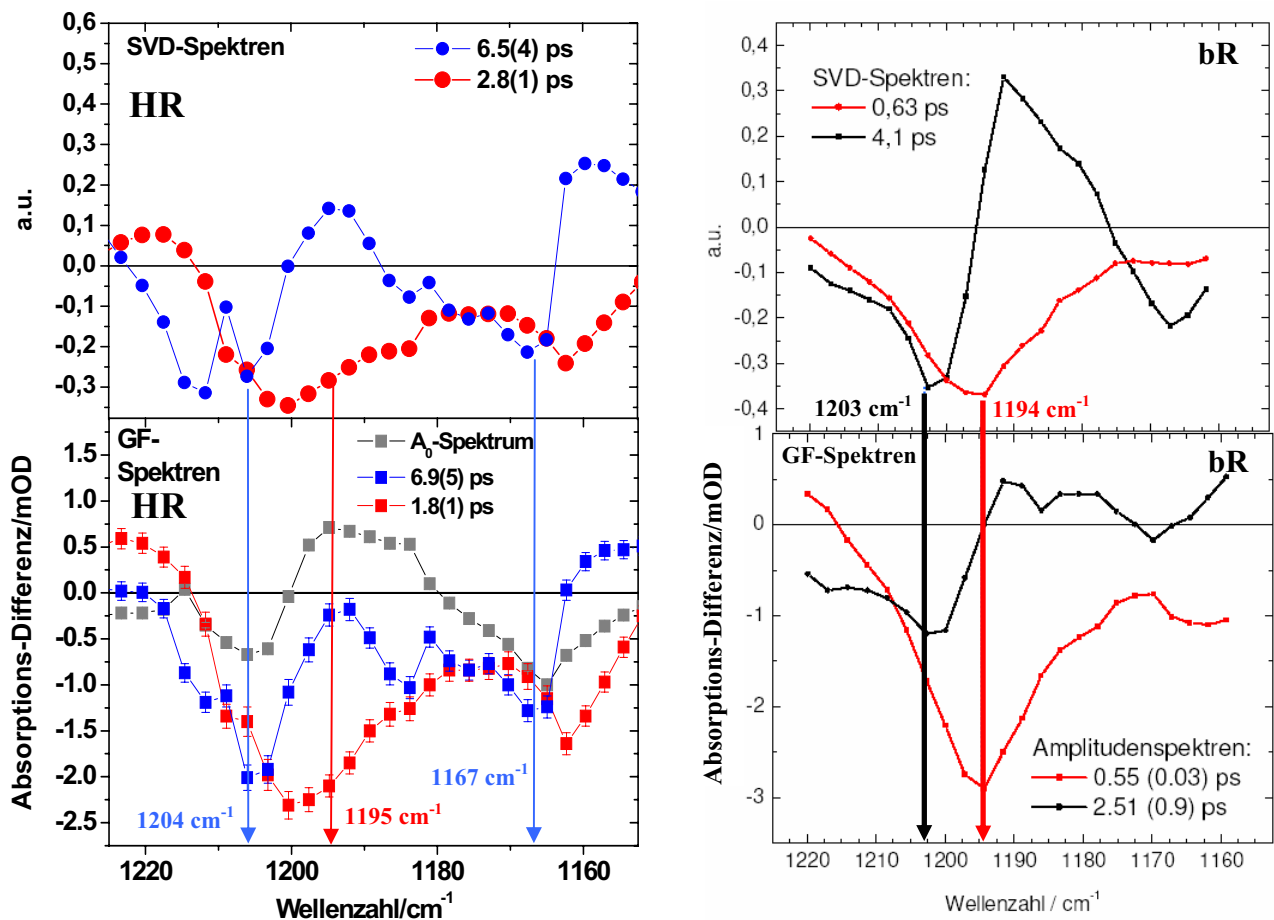 SVD-Spektren
HR
6.5(4) ps
2.8(1) ps
0,6
0,5
0,4
0,3
0,2
0,1
0,0
-0,1
-0,2
-0,3
a.u.
GF-
Spektren
HR
A0-Spektrum
6.9(5) ps
1.8(1) ps
1.5
1.0
0.5
0.0
-0.5
-1.0
-1.5
-2.0
-2.5
Absorptions-Differenz/mOD
1204 cm-1
1195 cm-1
1167 cm-1
1220
1200
1180
1160
Wellenzahl/cm-1
bR
SVD-Spektren:
0,63 ps
4,1 ps
0,4
0,3
0,2
0,1
0,0
-0,1
-0,2
-0,3
-0,4
a.u.
1203 cm-1
1194 cm-1
GF-Spektren
bR
1
0
-1
-2
-3
Absorptions-Differenz/mOD
Amplitudenspektren:
0.55 (0.03) ps
2.51 (0.9) ps
1220
1210
1200
1190
1180
1170
1160
Wellenzahl / cm-1